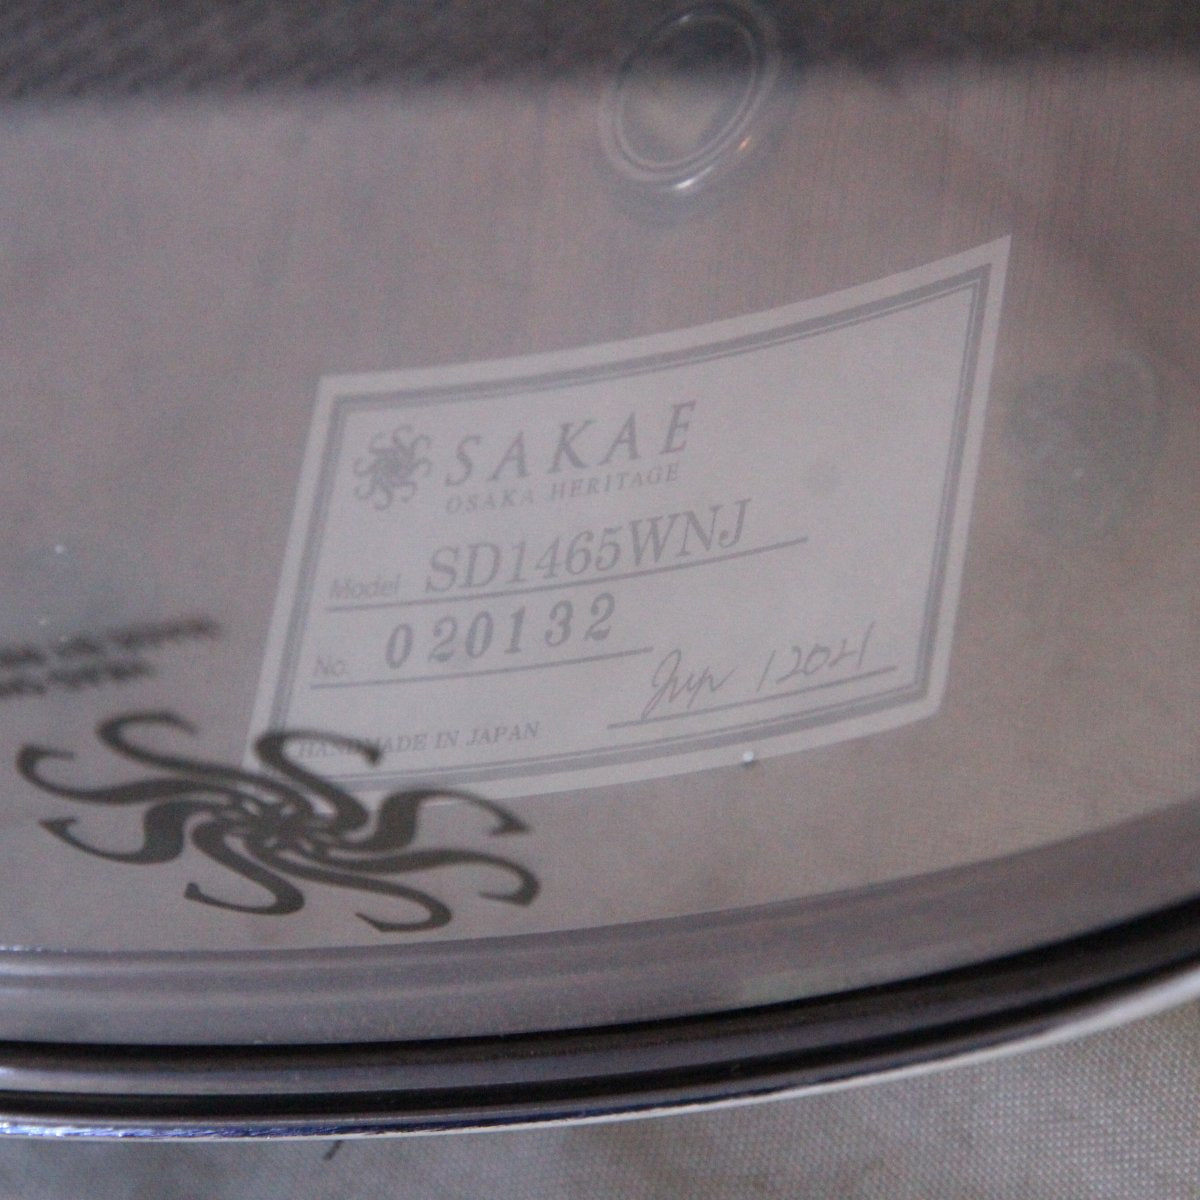 SAKAE
OSAKA HERITAGE
Model SD1465WNJ
No. 020132
HANDMADE IN JAPAN